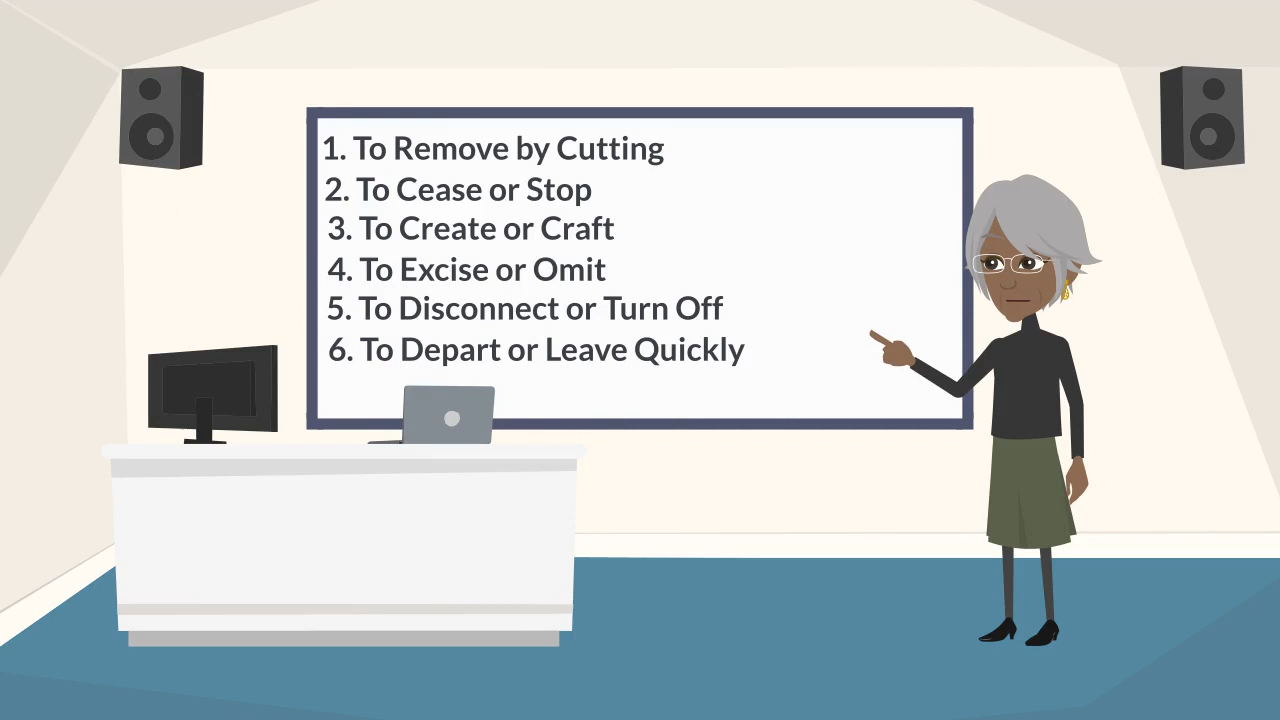 1. To Remove by Cutting
2. To Cease or Stop
3. To Create or Craft
4. To Excise or Omit
5. To Disconnect or Turn Off
6. To Depart or Leave Quickly